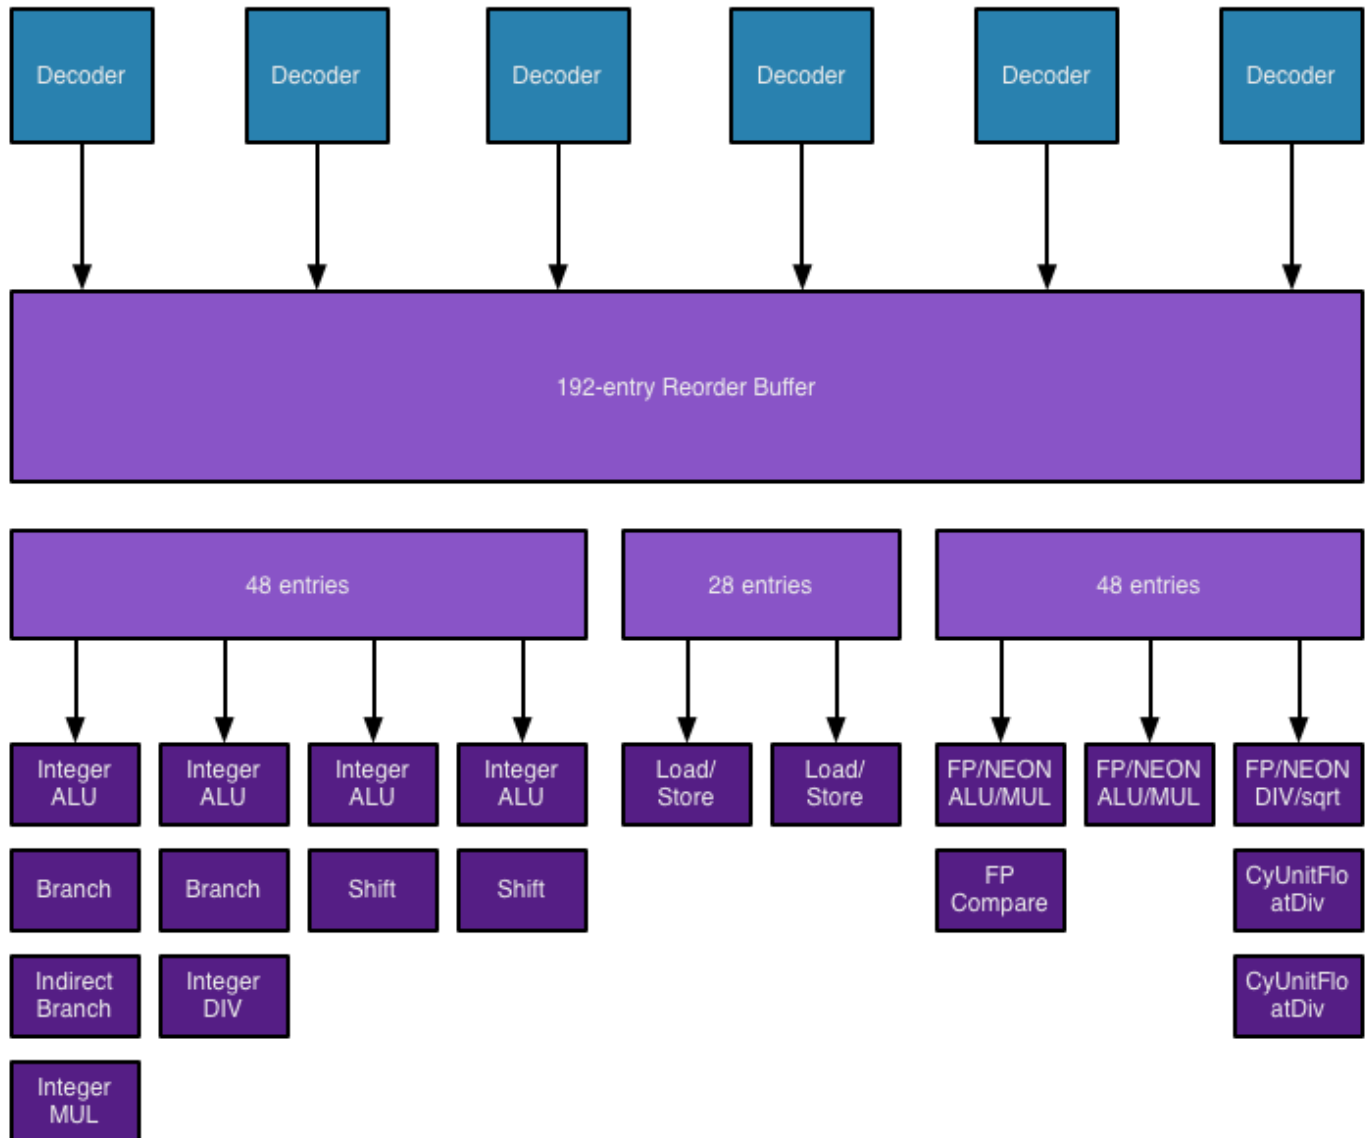 Decoder
Decoder
Decoder
Decoder
Decoder
Decoder
192-entry Reorder Buffer
48 entries
28 entries
48 entries
Integer
ALU
Integer
ALU
Integer
ALU
Integer
ALU
Load/
Store
Load/
Store
FP/NEON
ALU/MUL
FP/NEON
ALU/MUL
FP/NEON
DIV/sqrt
Branch
Branch
Shift
Shift
FP
Compare
CyUnitFlo
atDiv
Indirect
Branch
Integer
DIV
CyUnitFlo
atDiv
Integer
MUL